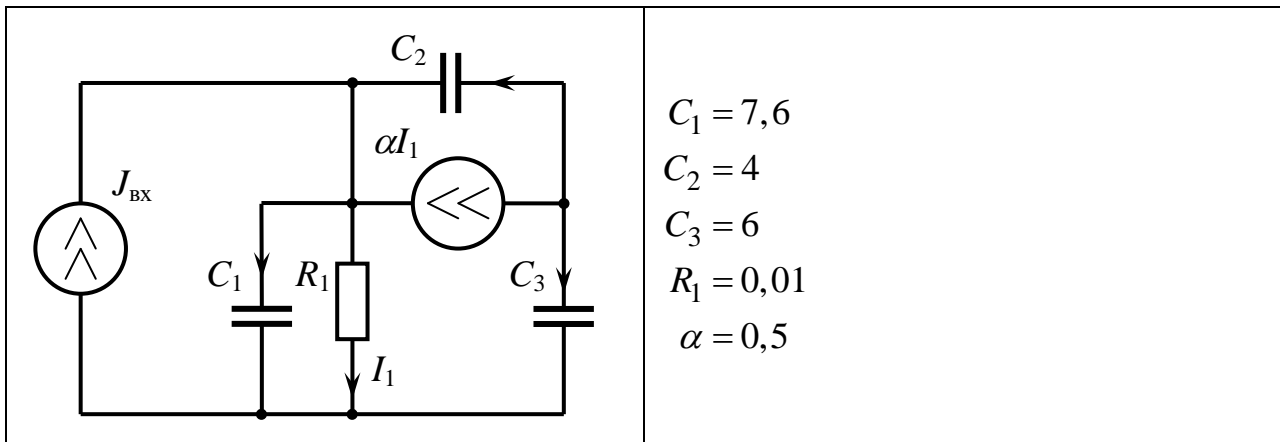 C₂
αI₁
J_вх
C₁
R₁
C₃
I₁
C₁ = 7,6
C₂ = 4
C₃ = 6
R₁ = 0,01
α = 0,5